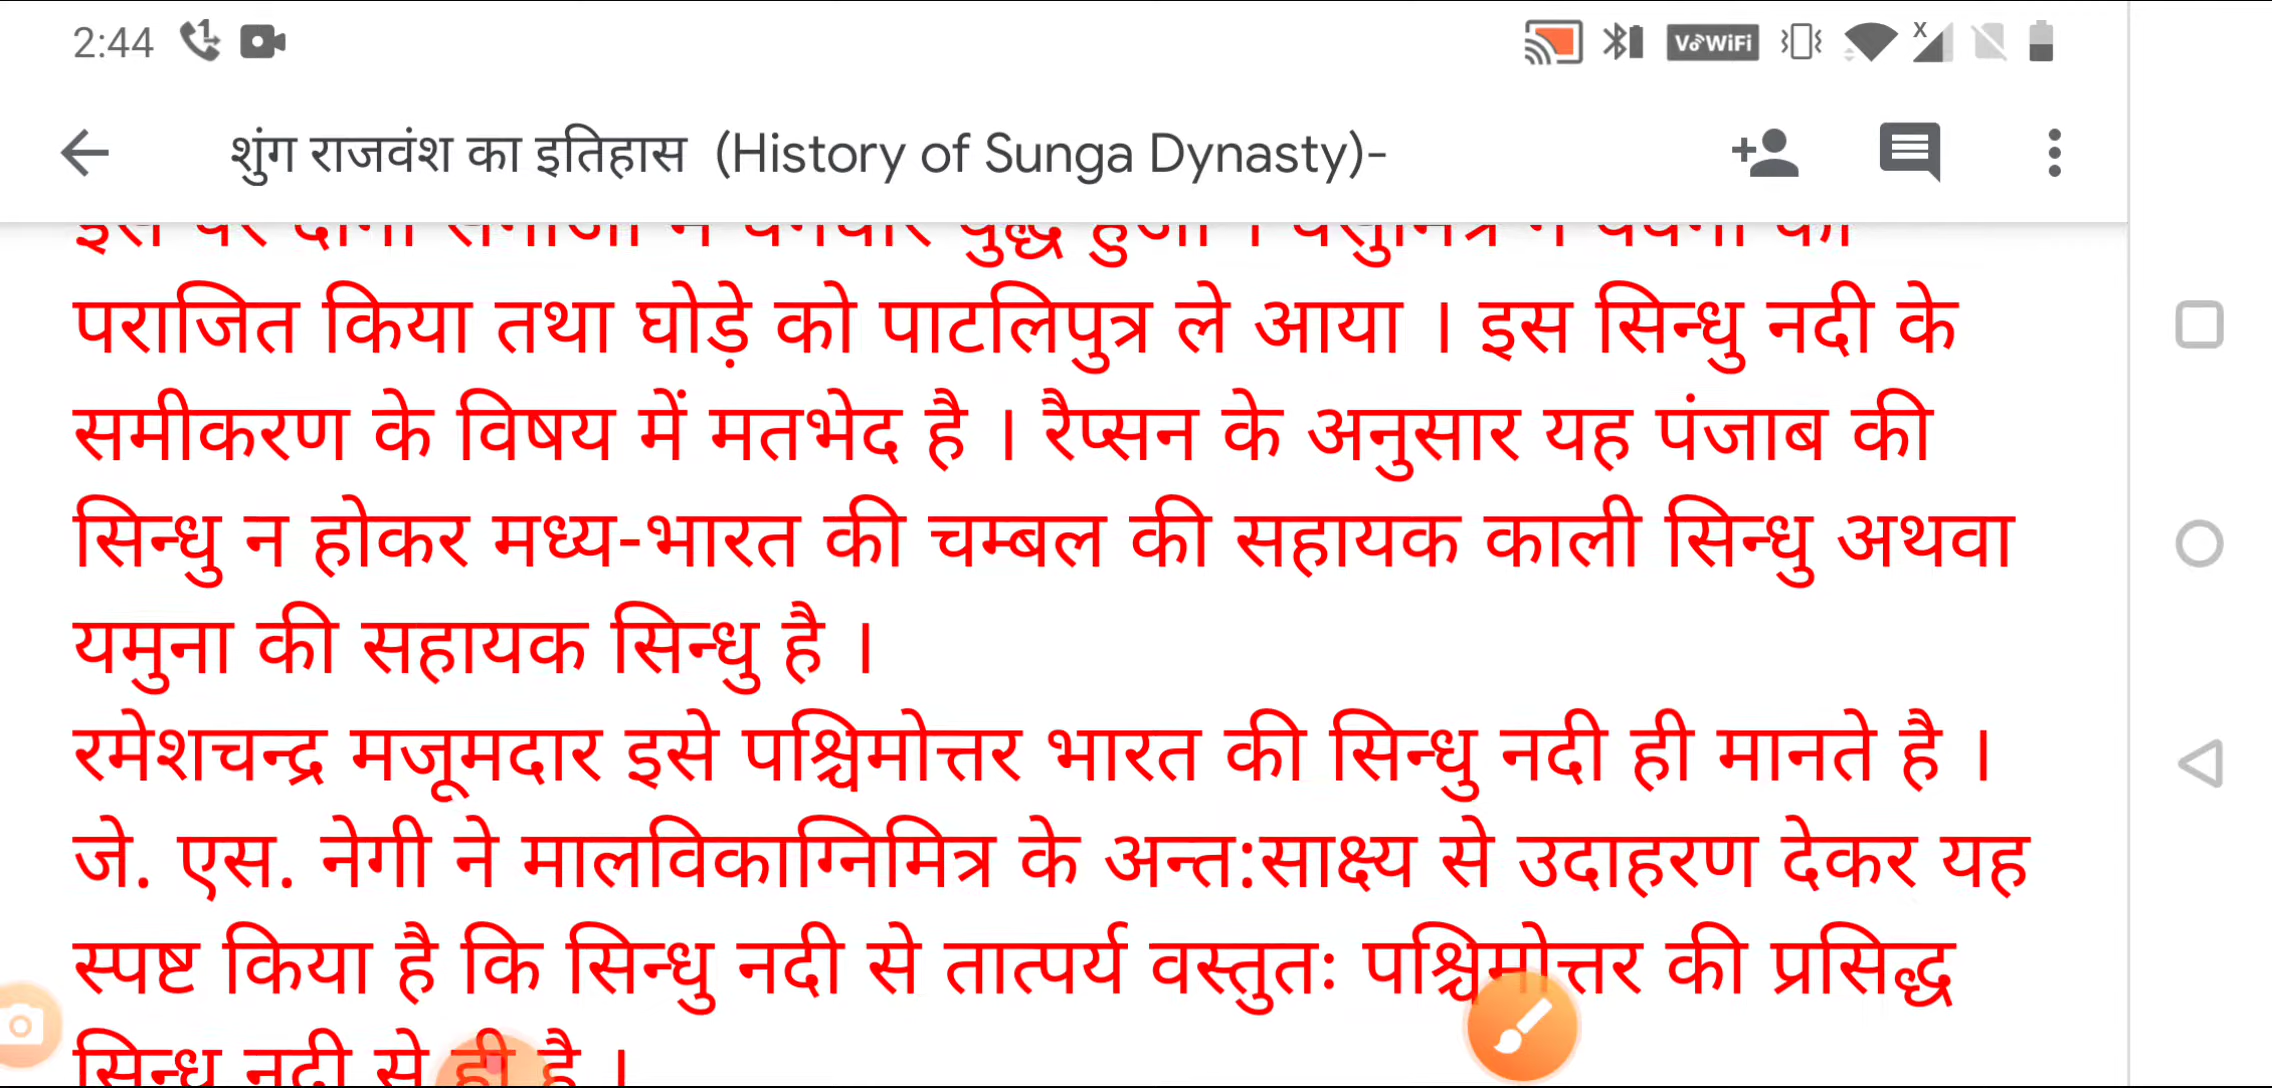 2:44
VoWiFi
शुंग राजवंश का इतिहास (History of Sunga Dynasty)-
युद्ध हुआ ।
पराजित किया तथा घोड़े को पाटलिपुत्र ले आया । इस सिन्धु नदी के
समीकरण के विषय में मतभेद है । रैप्सन के अनुसार यह पंजाब की
सिन्धु न होकर मध्य-भारत की चम्बल की सहायक काली सिन्धु अथवा
यमुना की सहायक सिन्धु है ।
रमेशचन्द्र मजूमदार इसे पश्चिमोत्तर भारत की सिन्धु नदी ही मानते है ।
जे. एस. नेगी ने मालविकाग्निमित्र के अन्त:साक्ष्य से उदाहरण देकर यह
स्पष्ट किया है कि सिन्धु नदी से तात्पर्य वस्तुतः पश्चिमोत्तर की प्रसिद्ध
सिन्धु नदी से ही है ।